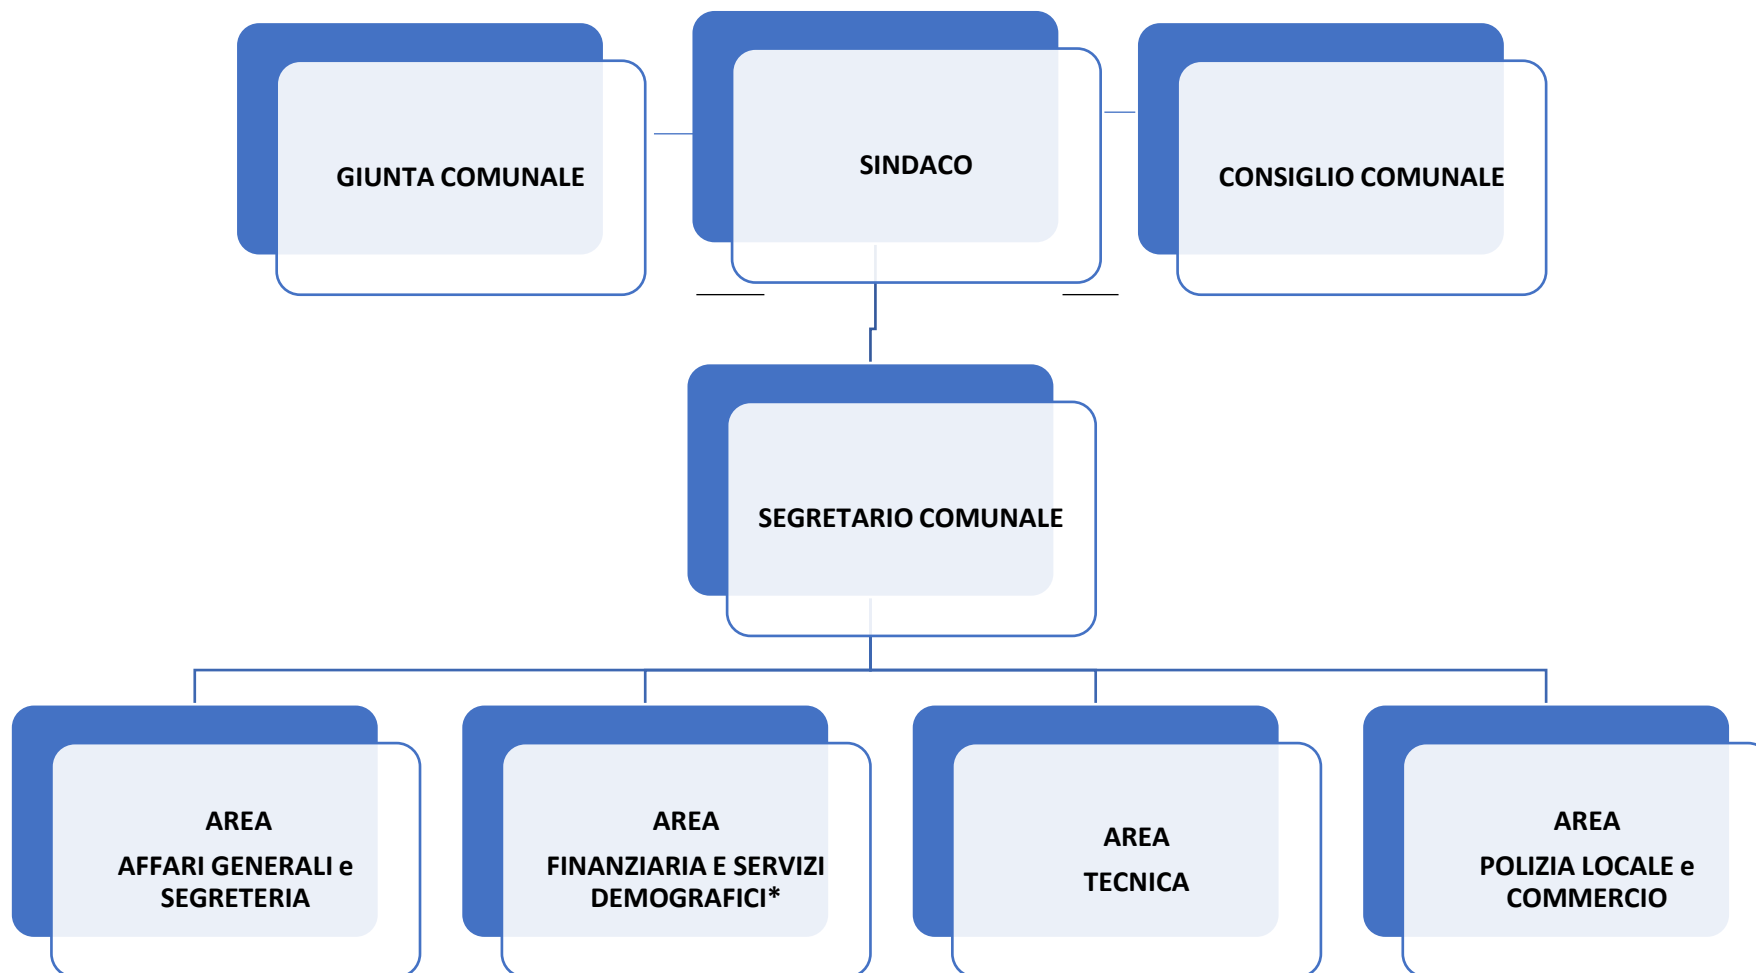 GIUNTA COMUNALE
SINDACO
CONSIGLIO COMUNALE
SEGRETARIO COMUNALE
AREA
AFFARI GENERALI e
SEGRETERIA
AREA
FINANZIARIA E SERVIZI
DEMOGRAFICI*
AREA
TECNICA
AREA
POLIZIA LOCALE e
COMMERCIO